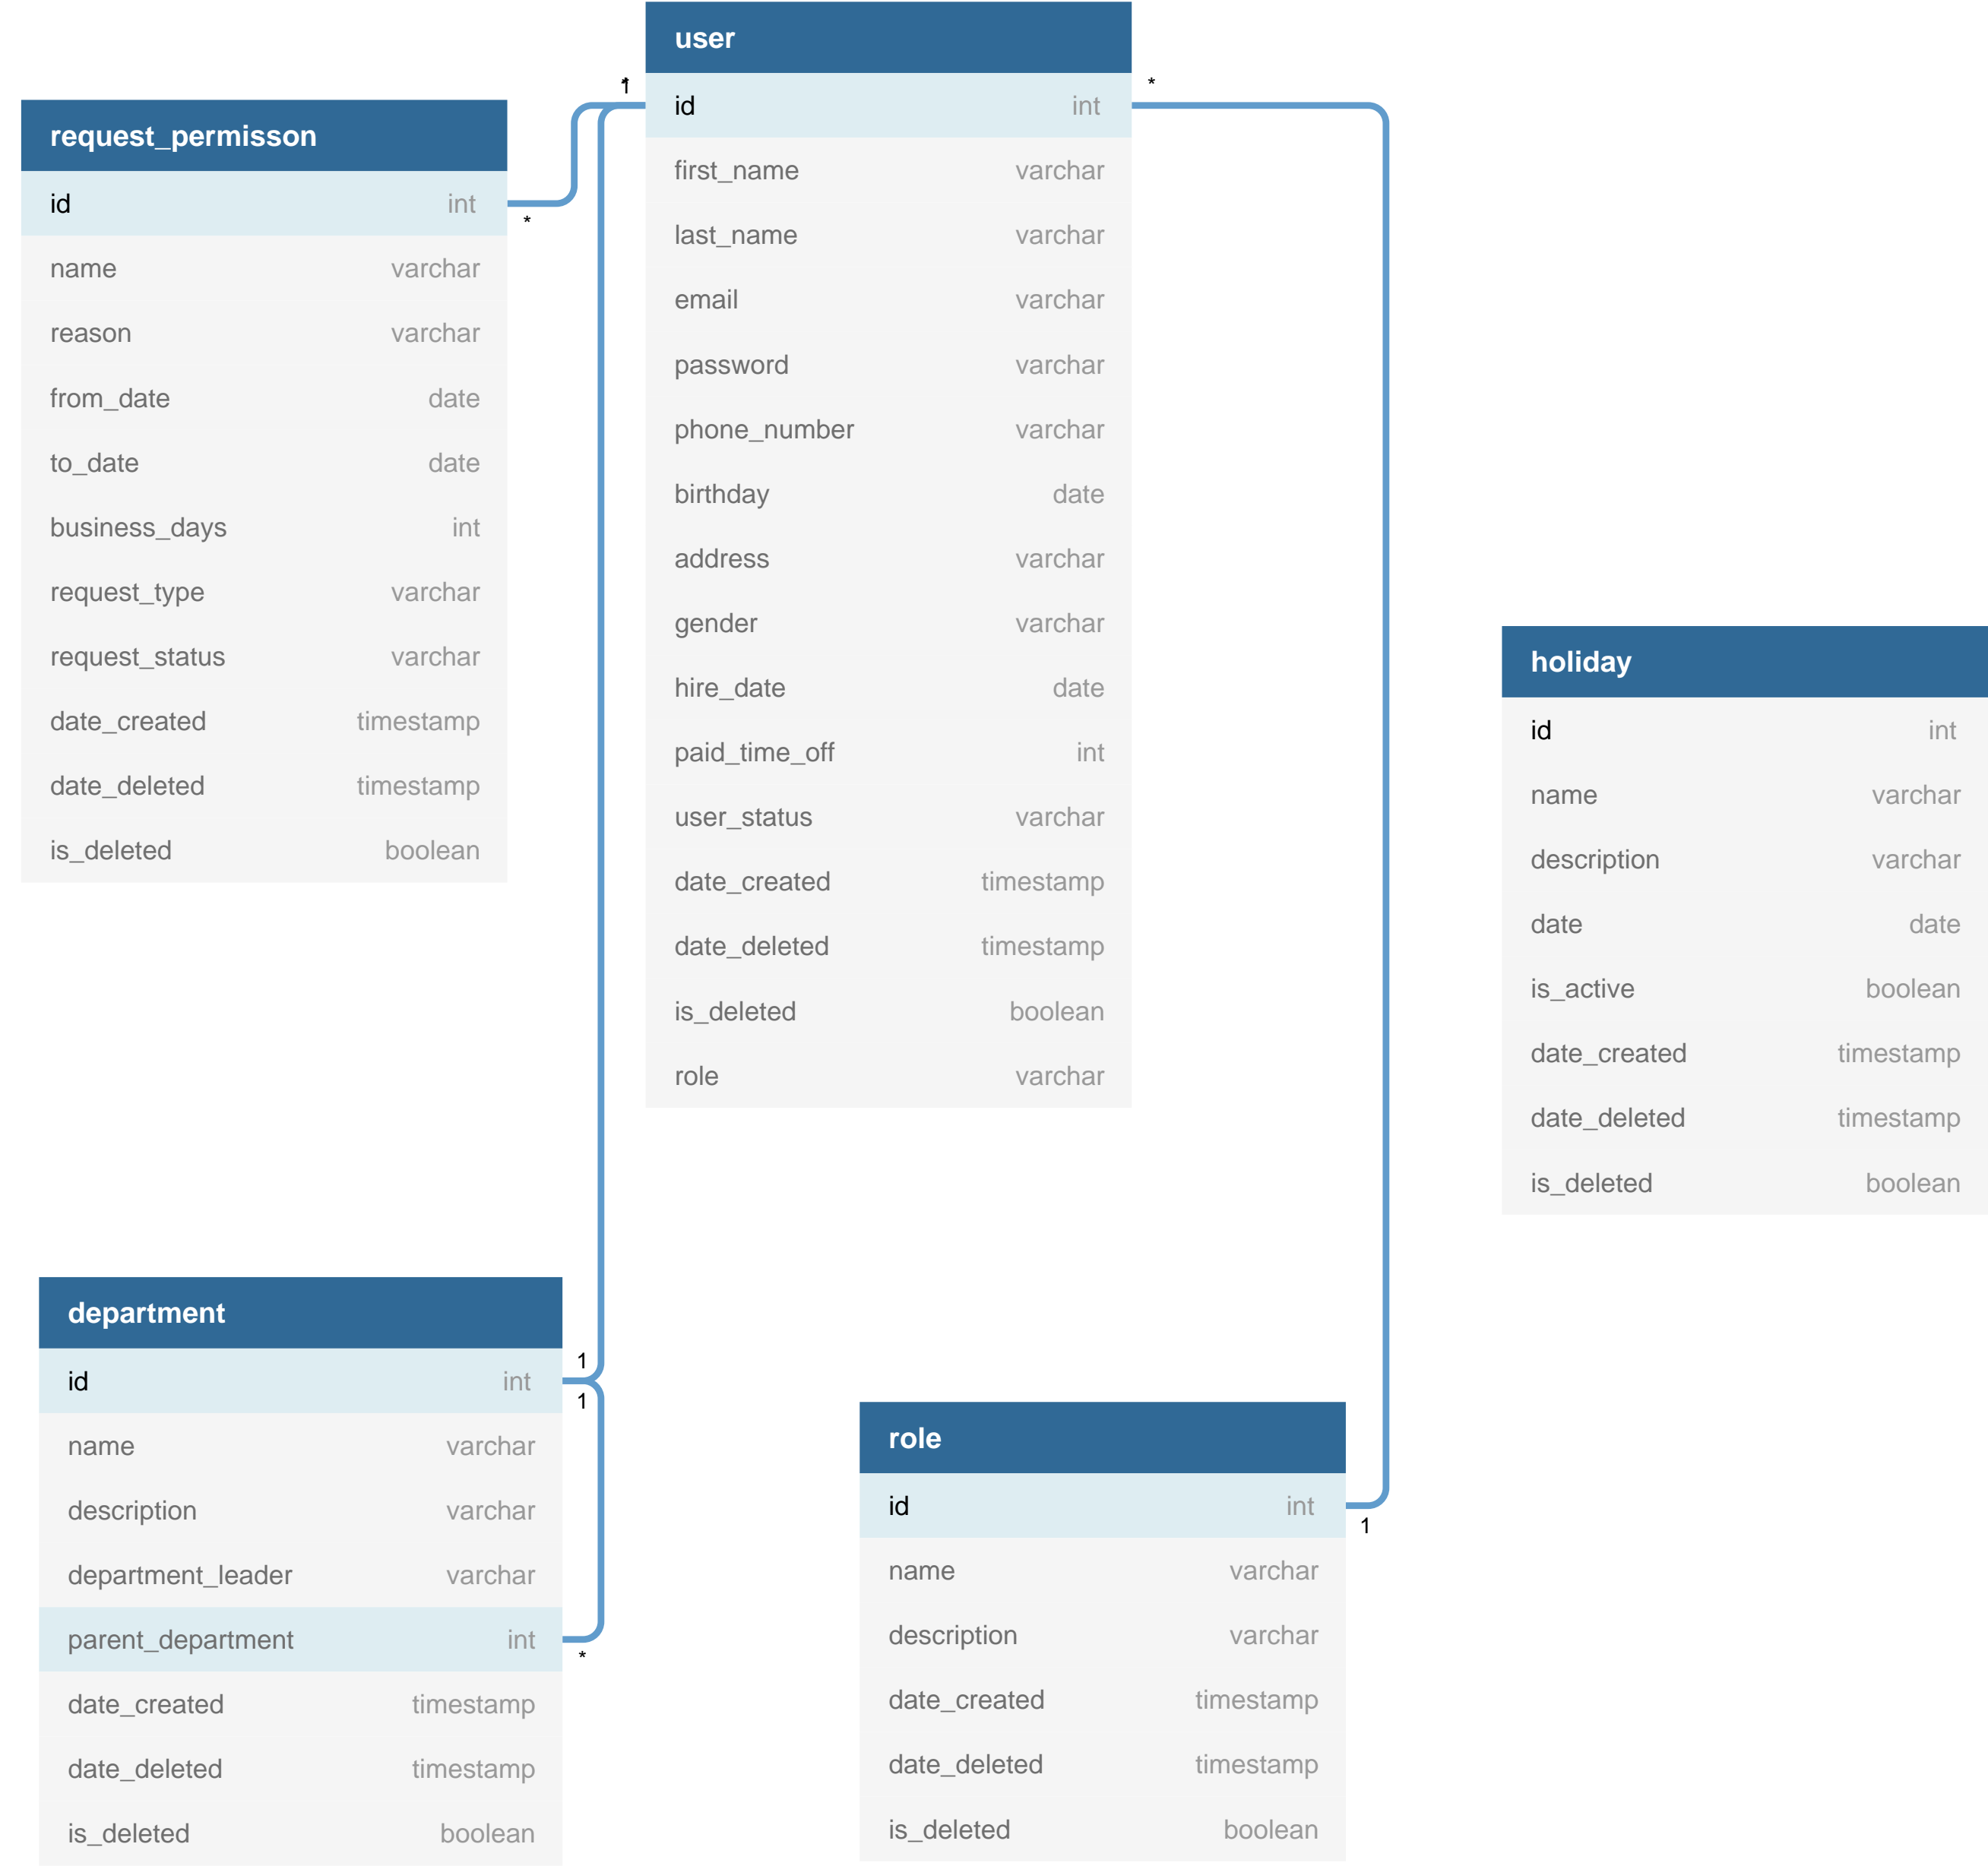 user
1 *
*
id int
first_name varchar
last_name varchar
email varchar
password varchar
phone_number varchar
birthday date
address varchar
gender varchar
hire_date date
paid_time_off int
user_status varchar
date_created timestamp
date_deleted timestamp
is_deleted boolean
role varchar
request_permisson
id int
*
name varchar
reason varchar
from_date date
to_date date
business_days int
request_type varchar
request_status varchar
date_created timestamp
date_deleted timestamp
is_deleted boolean
holiday
id int
name varchar
description varchar
date date
is_active boolean
date_created timestamp
date_deleted timestamp
is_deleted boolean
department
1
id int
1
name varchar
description varchar
department_leader varchar
parent_department int
*
date_created timestamp
date_deleted timestamp
is_deleted boolean
role
id int
1
name varchar
description varchar
date_created timestamp
date_deleted timestamp
is_deleted boolean